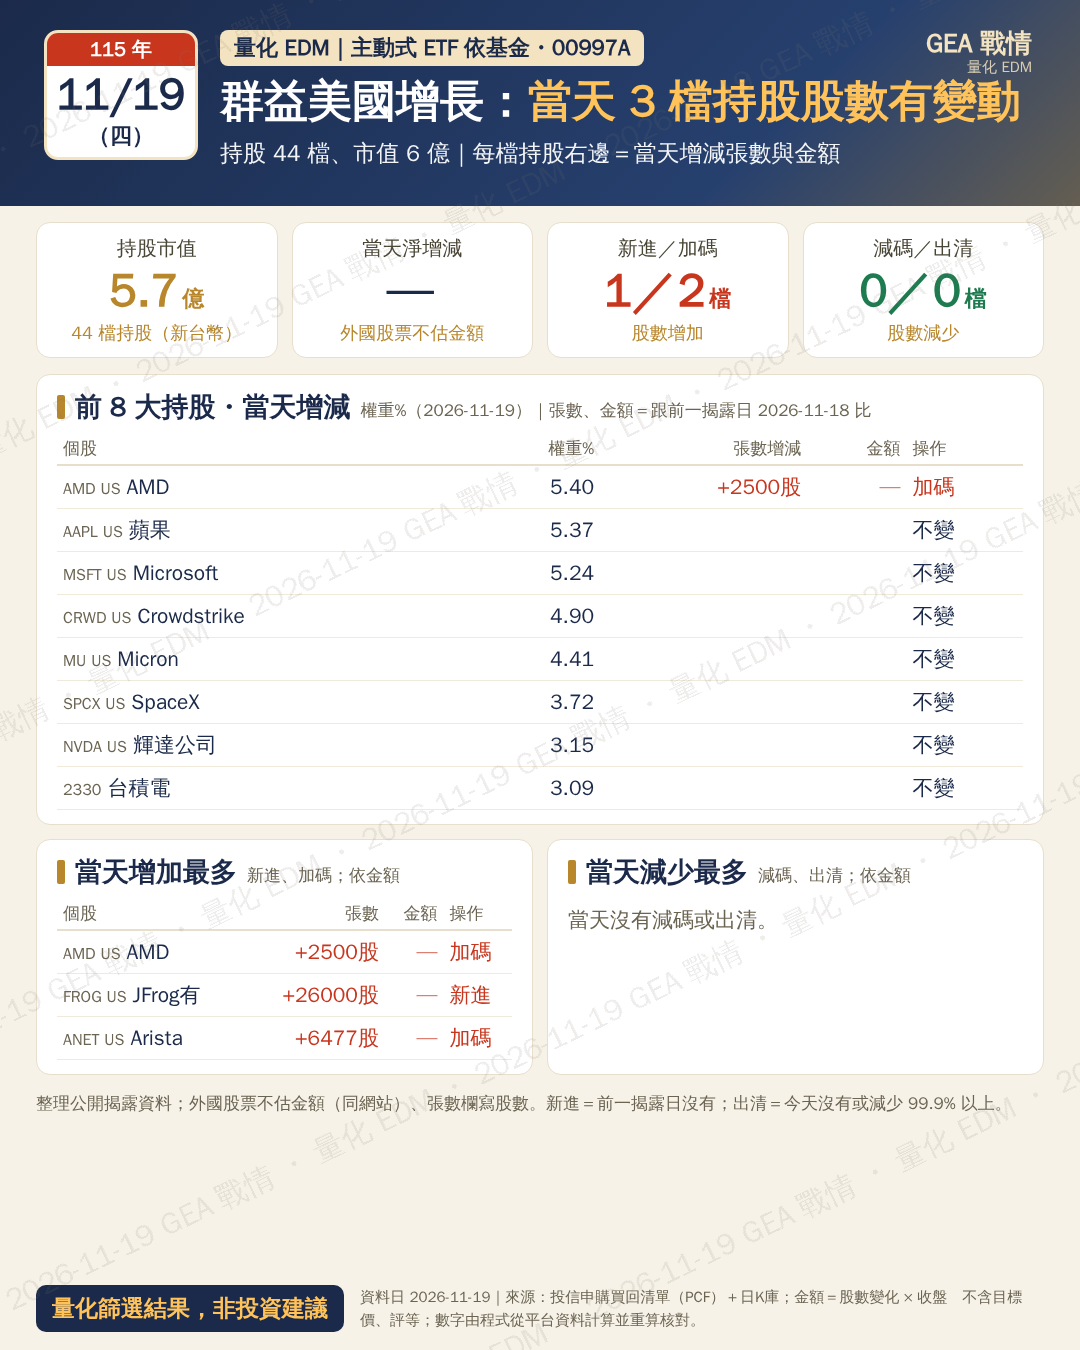 115 年
11/19
（四）
量化 EDM｜主動式 ETF 依基金・00997A
群益美國增長：當天 3 檔持股股數有變動
持股 44 檔、市值 6 億｜每檔持股右邊＝當天增減張數與金額
GEA 戰情
量化 EDM
持股市值
5.7 億
44 檔持股（新台幣）
當天淨增減
—
外國股票不估金額
新進／加碼
1／2檔
股數增加
減碼／出清
0／0檔
股數減少
前 8 大持股・當天增減 權重%（2026-11-19）｜張數、金額＝跟前一揭露日 2026-11-18 比
個股 權重% 張數增減 金額 操作
AMD US AMD 5.40 +2500股 — 加碼
AAPL US 蘋果 5.37 不變
MSFT US Microsoft 5.24 不變
CRWD US Crowdstrike 4.90 不變
MU US Micron 4.41 不變
SPCX US SpaceX 3.72 不變
NVDA US 輝達公司 3.15 不變
2330 台積電 3.09 不變
當天增加最多 新進、加碼；依金額
個股 張數 金額 操作
AMD US AMD +2500股 — 加碼
FROG US JFrog有 +26000股 — 新進
ANET US Arista +6477股 — 加碼
當天減少最多 減碼、出清；依金額
當天沒有減碼或出清。
整理公開揭露資料；外國股票不估金額（同網站）、張數欄寫股數。新進＝前一揭露日沒有；出清＝今天沒有或減少 99.9% 以上。
量化篩選結果，非投資建議
資料日 2026-11-19｜來源：投信申購買回清單（PCF）＋日K庫；金額＝股數變化 × 收盤　不含目標
價、評等；數字由程式從平台資料計算並重算核對。
2026-11-19 GEA 戰情 · 量化 EDM